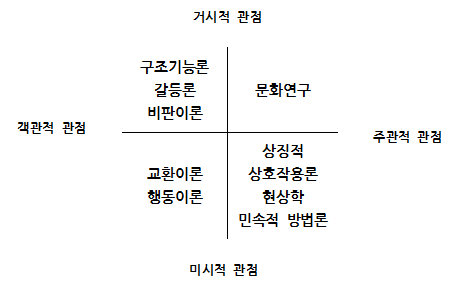 거시적 관점
구조기능론
갈등론
비판이론
문화연구
객관적 관점
주관적 관점
교환이론
행동이론
상징적
상호작용론
현상학
민속적 방법론
미시적 관점